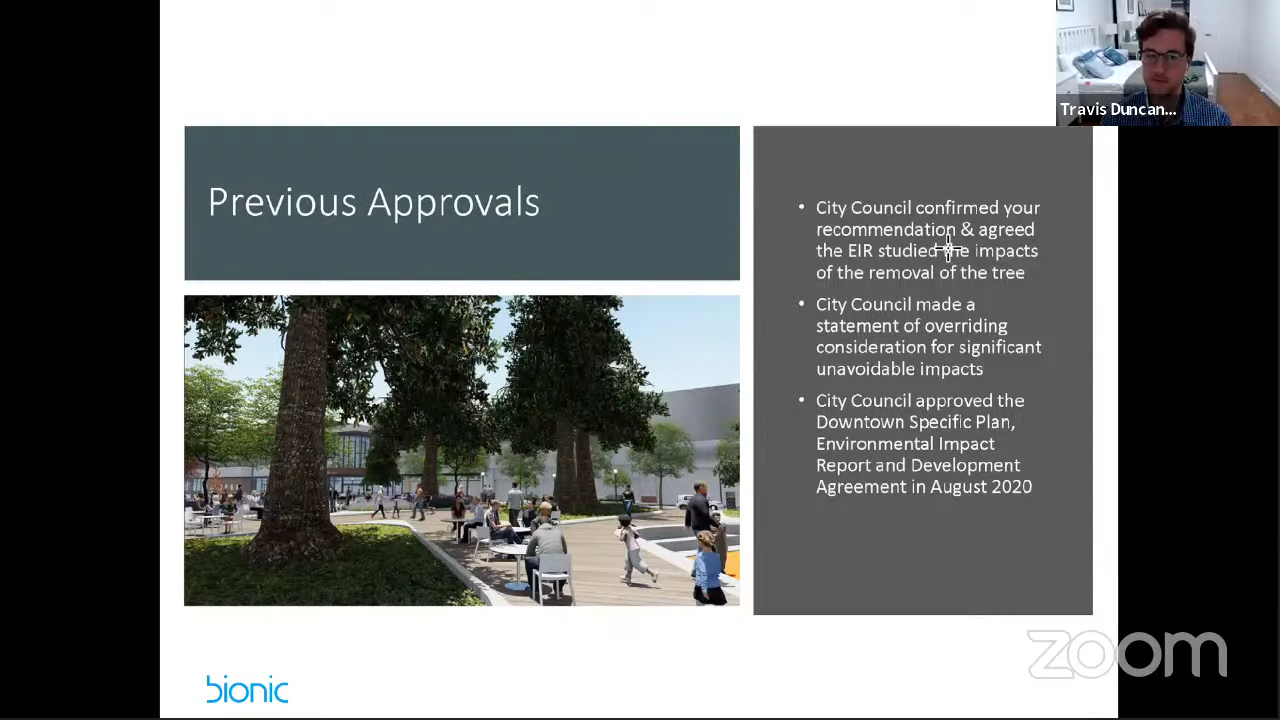 Travis Duncan...
Previous Approvals
• City Council confirmed your
recommendation & agreed
the EIR studied the impacts
of the removal of the tree
• City Council made a
statement of overriding
consideration for significant
unavoidable impacts
• City Council approved the
Downtown Specific Plan,
Environmental Impact
Report and Development
Agreement in August 2020
bionic
zoom